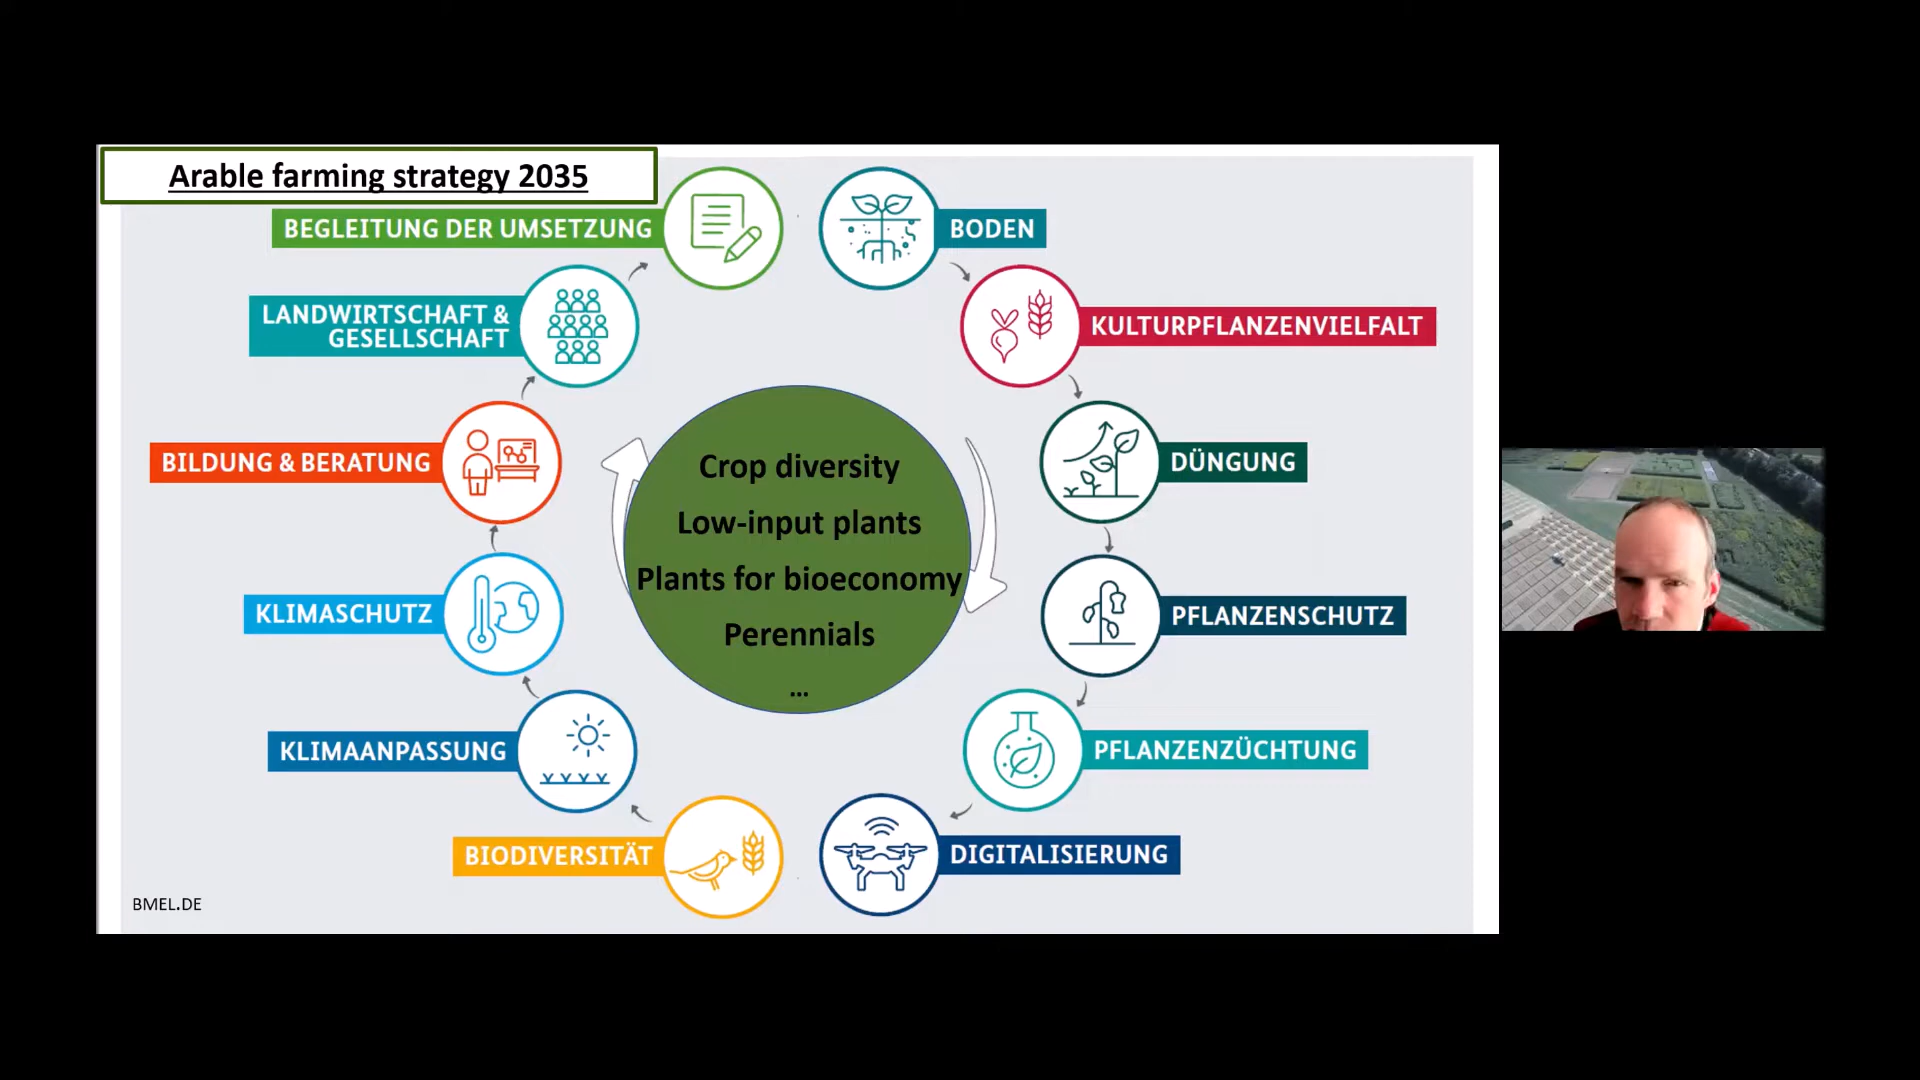 Arable farming strategy 2035
BEGLEITUNG DER UMSETZUNG
BODEN
LANDWIRTSCHAFT &
GESELLSCHAFT
KULTURPFLANZENVIELFALT
BILDUNG & BERATUNG
DÜNGUNG
Crop diversity
Low-input plants
Plants for bioeconomy
Perennials
...
KLIMASCHUTZ
PFLANZENSCHUTZ
KLIMAANPASSUNG
PFLANZENZÜCHTUNG
BIODIVERSITÄT
DIGITALISIERUNG
BMEL.DE